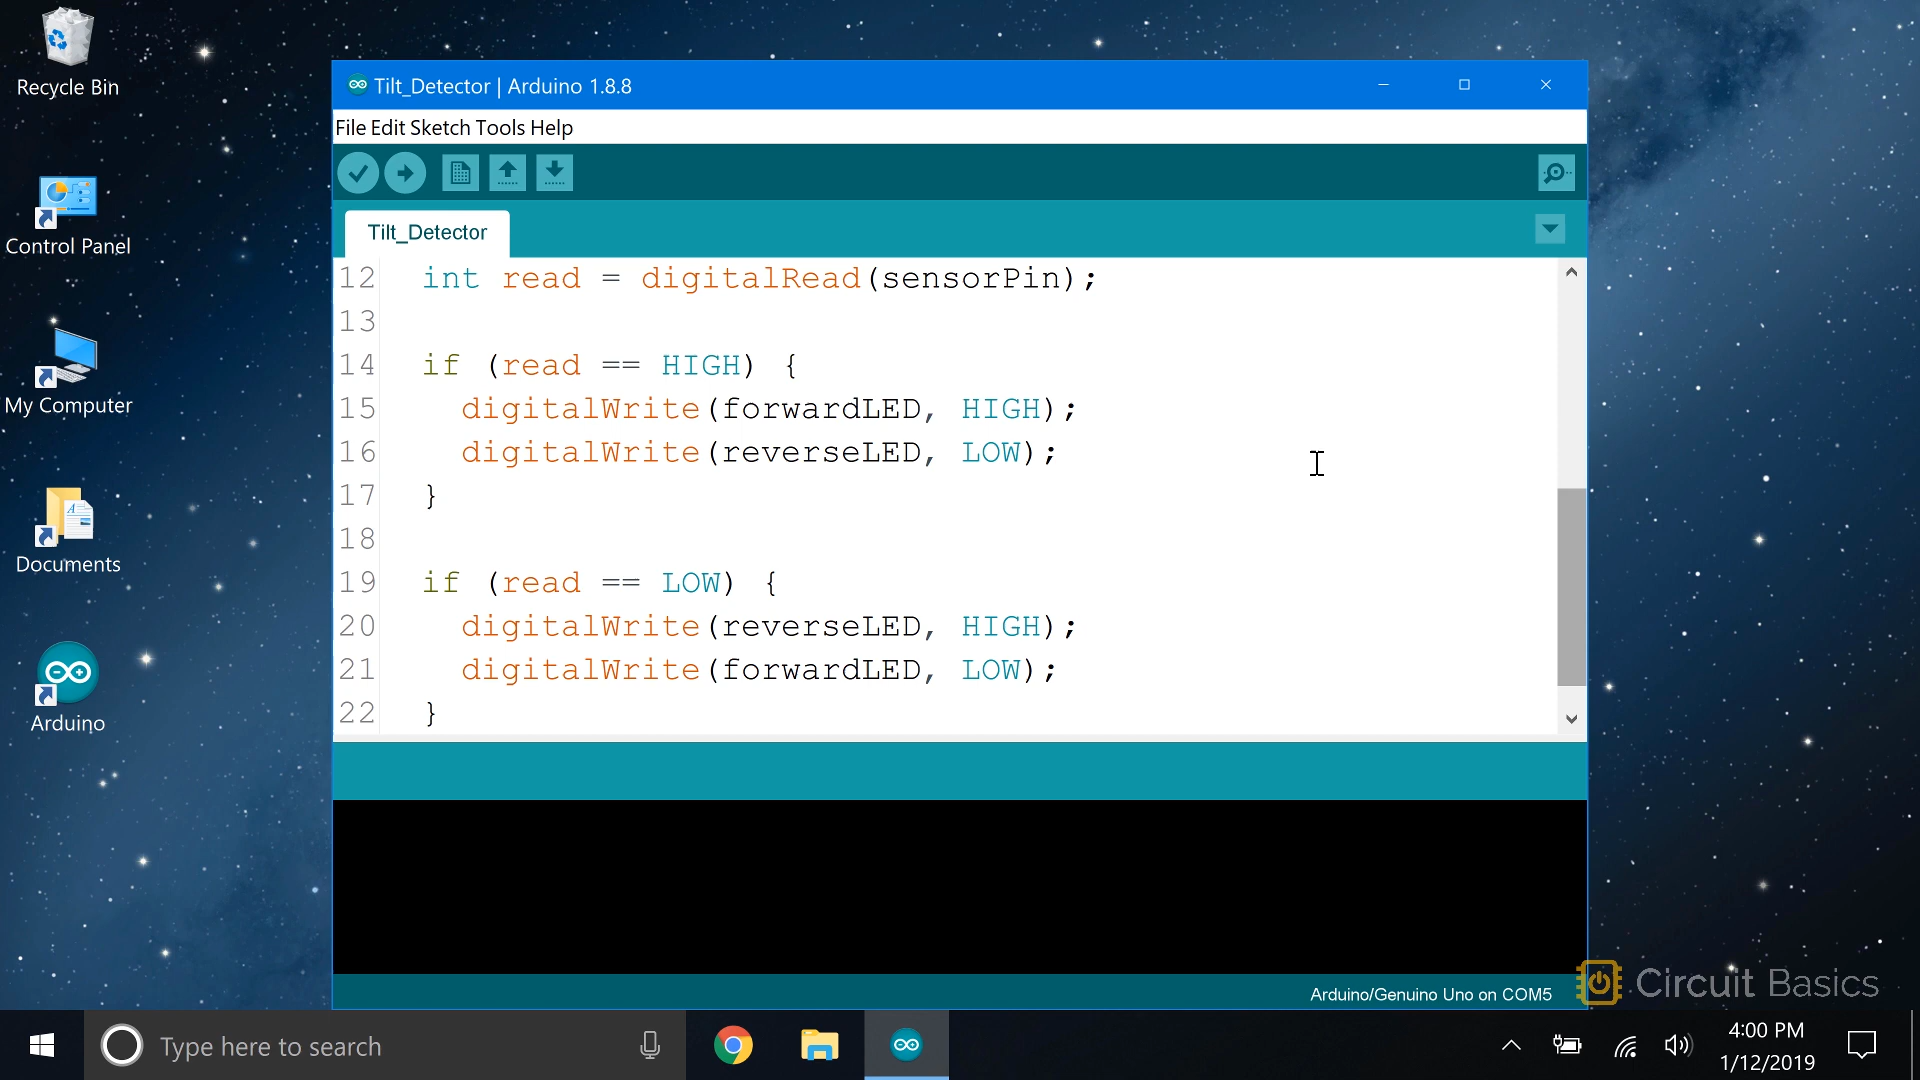 Recycle Bin
Control Panel
My Computer
Documents
Arduino
Tilt_Detector | Arduino 1.8.8
File Edit Sketch Tools Help
Tilt_Detector
12 int read = digitalRead(sensorPin);
13
14 if (read == HIGH) {
15 digitalWrite(forwardLED, HIGH);
16 digitalWrite(reverseLED, LOW);
17 }
18
19 if (read == LOW) {
20 digitalWrite(reverseLED, HIGH);
21 digitalWrite(forwardLED, LOW);
22 }
Arduino/Genuino Uno on COM5
Circuit Basics
Type here to search
4:00 PM
1/12/2019